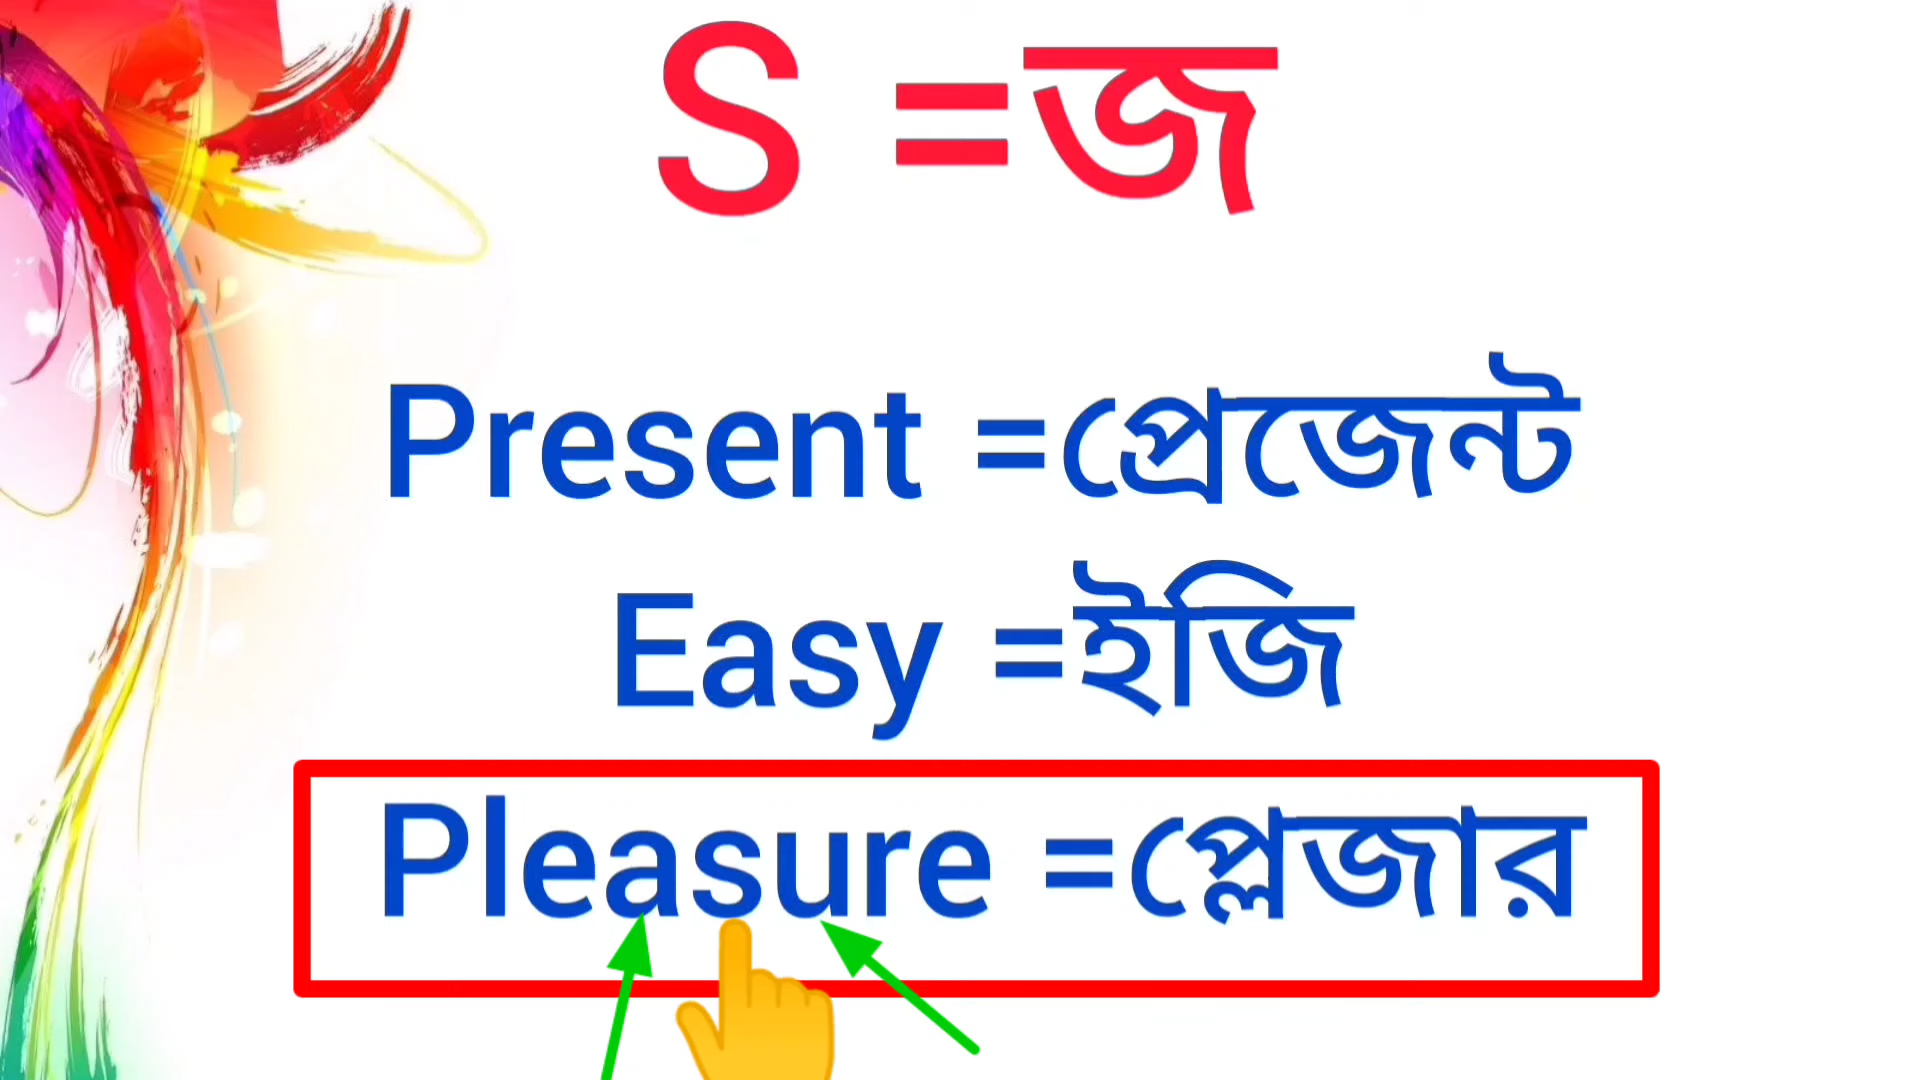 S =জ
Present =প্রেজেন্ট
Easy =ইজি
Pleasure =প্লেজার